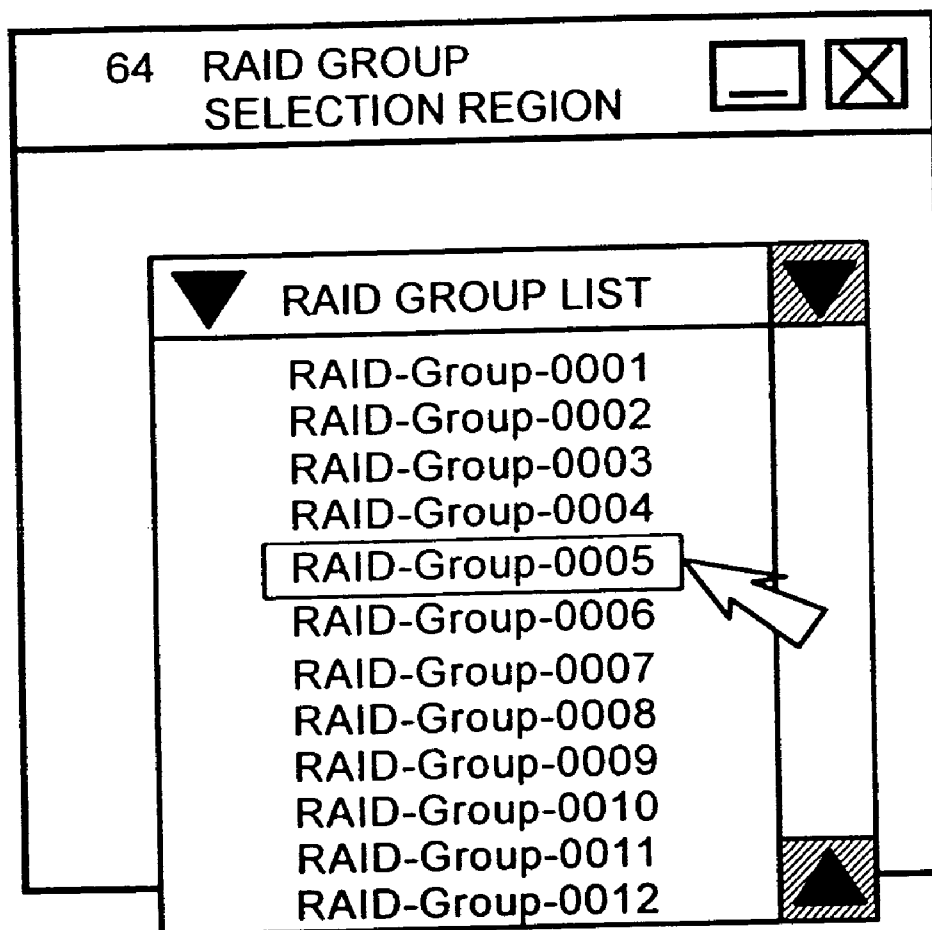 64 RAID GROUP
SELECTION REGION
RAID GROUP LIST
RAID-Group-0001
RAID-Group-0002
RAID-Group-0003
RAID-Group-0004
RAID-Group-0005
RAID-Group-0006
RAID-Group-0007
RAID-Group-0008
RAID-Group-0009
RAID-Group-0010
RAID-Group-0011
RAID-Group-0012